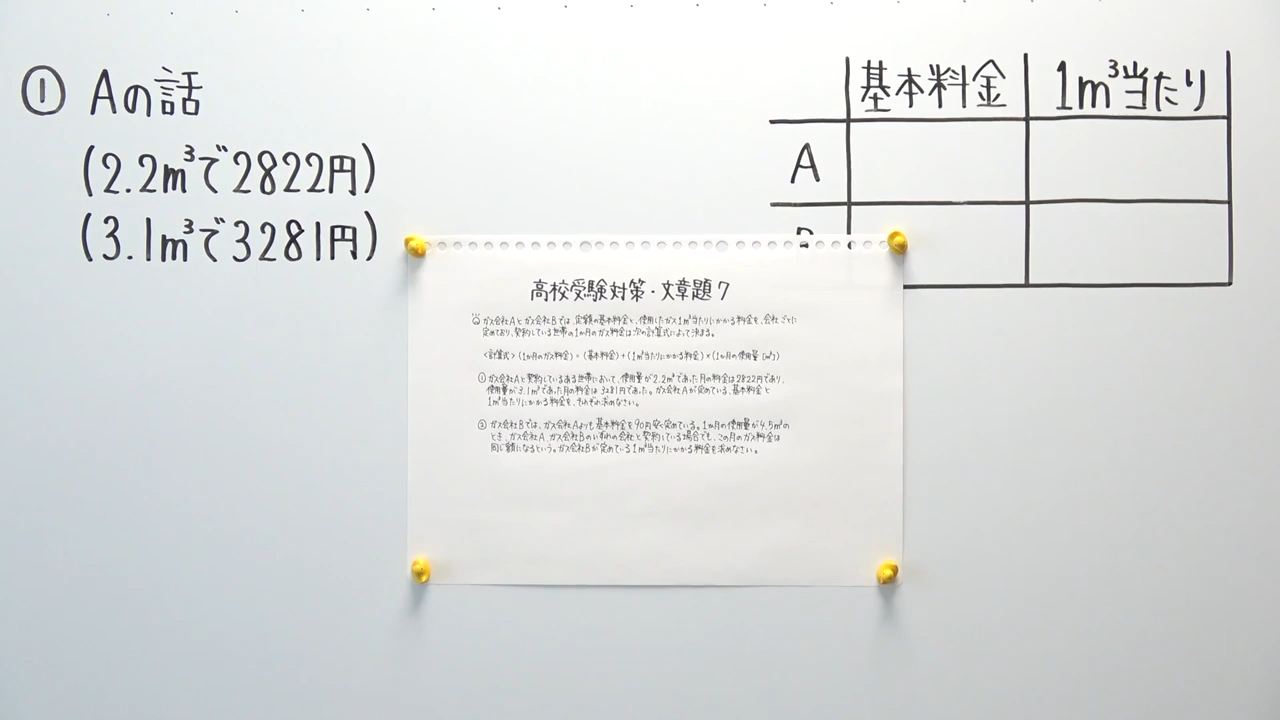 ① Aの話
(2.2m³で2822円)
(3.1m³で3281円)
基本料金 1m³当たり
A
高校受験対策・文章題7
Q ガス会社Aとガス会社Bでは、定額の基本料金と、使用したガス1m³当たりにかかる料金を、会社ごとに
定めており、契約している世帯の1か月のガス料金は次の計算式によって決まる。
<計算式> (1か月のガス料金) = (基本料金) + (1m³当たりにかかる料金) × (1か月の使用量(m³))
① ガス会社Aと契約しているある世帯において、使用量が2.2m³であった月の料金は2822円であり、
使用量が3.1m³であった月の料金は3281円であった。ガス会社Aが定めている、基本料金と
1m³当たりにかかる料金を、それぞれ求めなさい。
② ガス会社Bでは、ガス会社Aよりも基本料金を90円安く定めている。1か月の使用量が4.5m³の
とき、ガス会社A、ガス会社Bのいずれの会社と契約している場合でも、この月のガス料金は
同じ額になるという。ガス会社Bが定めている1m³当たりにかかる料金を求めなさい。